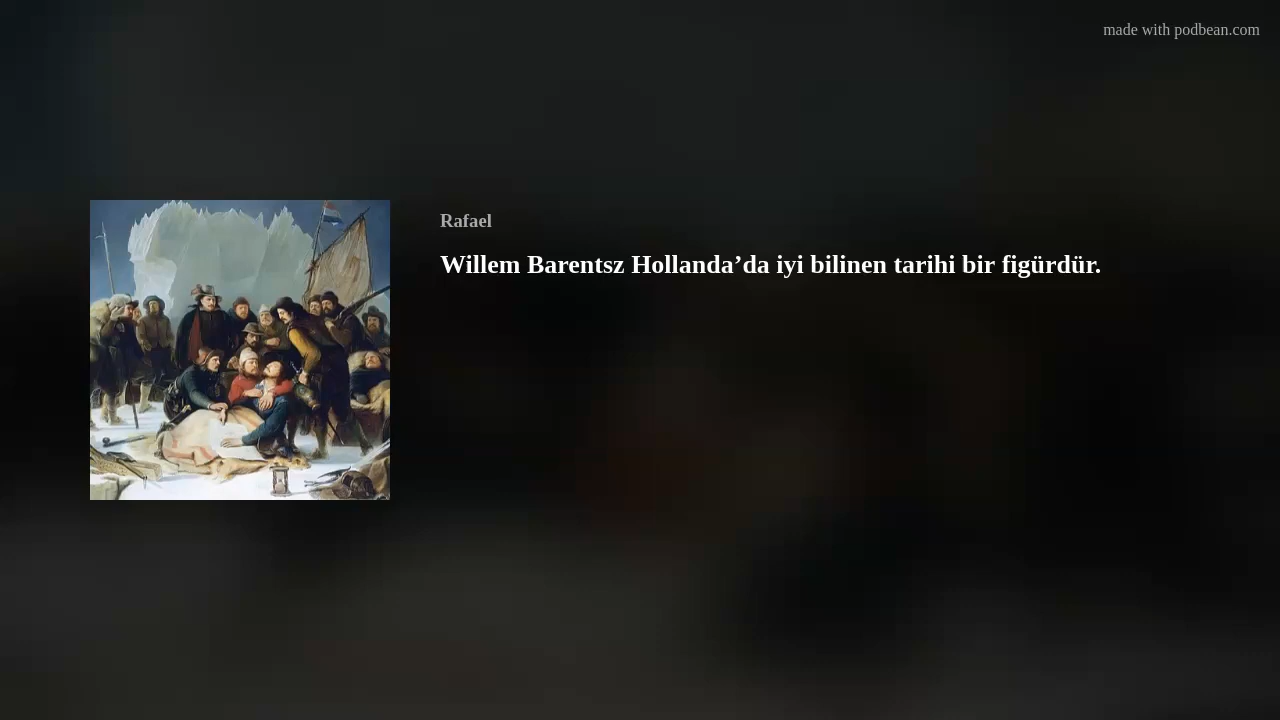 made with podbean.com
Rafael
Willem Barentsz Hollanda’da iyi bilinen tarihi bir figürdür.